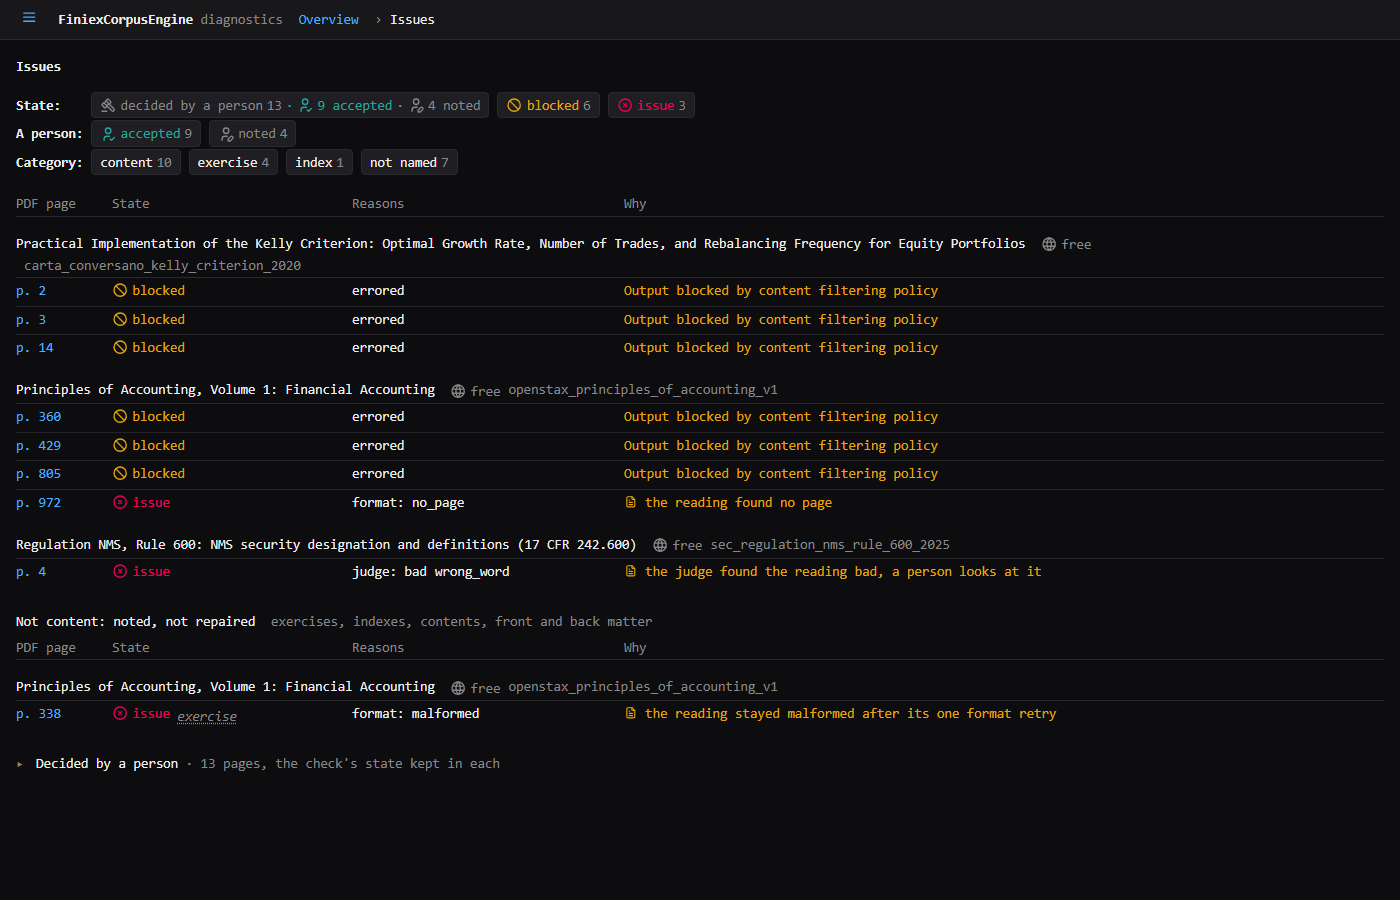 FiniexCorpusEngine diagnostics Overview › Issues
Issues
State: decided by a person 13 · 9 accepted · 4 noted blocked 6 issue 3
A person: accepted 9 noted 4
Category: content 10 exercise 4 index 1 not named 7
PDF page State Reasons Why
Practical Implementation of the Kelly Criterion: Optimal Growth Rate, Number of Trades, and Rebalancing Frequency for Equity Portfolios free
carta_conversano_kelly_criterion_2020
p. 2 blocked errored Output blocked by content filtering policy
p. 3 blocked errored Output blocked by content filtering policy
p. 14 blocked errored Output blocked by content filtering policy
Principles of Accounting, Volume 1: Financial Accounting free openstax_principles_of_accounting_v1
p. 360 blocked errored Output blocked by content filtering policy
p. 429 blocked errored Output blocked by content filtering policy
p. 805 blocked errored Output blocked by content filtering policy
p. 972 issue format: no_page the reading found no page
Regulation NMS, Rule 600: NMS security designation and definitions (17 CFR 242.600) free sec_regulation_nms_rule_600_2025
p. 4 issue judge: bad wrong_word the judge found the reading bad, a person looks at it
Not content: noted, not repaired exercises, indexes, contents, front and back matter
PDF page State Reasons Why
Principles of Accounting, Volume 1: Financial Accounting free openstax_principles_of_accounting_v1
p. 338 issue exercise format: malformed the reading stayed malformed after its one format retry
▸ Decided by a person · 13 pages, the check's state kept in each